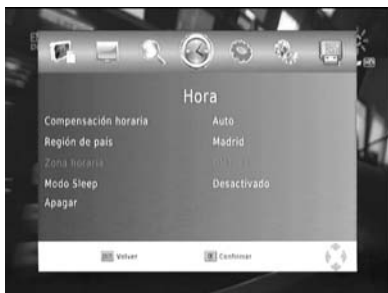 Hora
Compensación horaria Auto
Región de país Madrid
Zona horaria
Modo Sleep Desactivado
Apagar
Volver
Confirmar